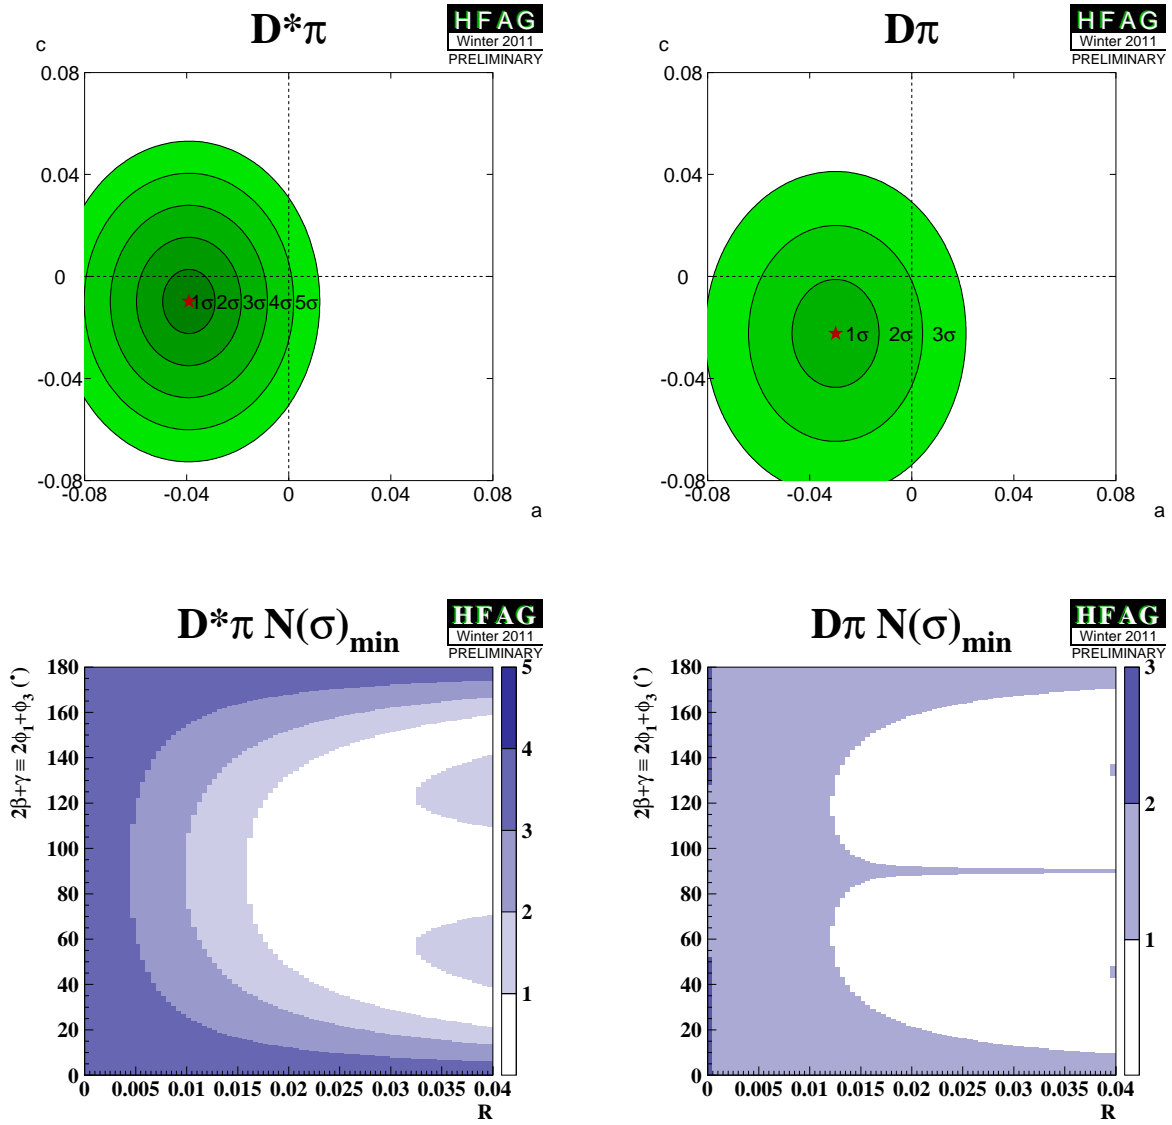 D*π
HFAG
Winter 2011
PRELIMINARY
c
0.08
0.04
0
-0.04
-0.08
1σ 2σ 3σ 4σ 5σ
-0.08 -0.04 0 0.04 0.08
a
Dπ
HFAG
Winter 2011
PRELIMINARY
c
0.08
0.04
0
-0.04
-0.08
1σ 2σ 3σ
-0.08 -0.04 0 0.04 0.08
a
D*π N(σ)min
HFAG
Winter 2011
PRELIMINARY
2β+γ ≡ 2ϕ1+ϕ3 (°)
180
160
140
120
100
80
60
40
20
0
0 0.005 0.01 0.015 0.02 0.025 0.03 0.035 0.04
R
5
4
3
2
1
Dπ N(σ)min
HFAG
Winter 2011
PRELIMINARY
2β+γ ≡ 2ϕ1+ϕ3 (°)
180
160
140
120
100
80
60
40
20
0
0 0.005 0.01 0.015 0.02 0.025 0.03 0.035 0.04
R
3
2
1